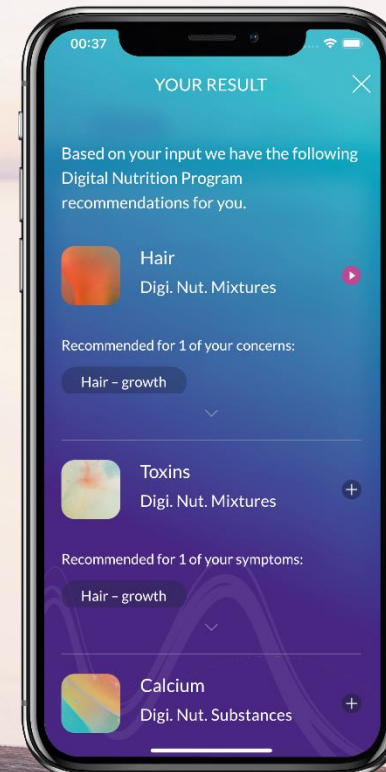 00:37
YOUR RESULT
Based on your input we have the following
Digital Nutrition Program
recommendations for you.
Hair
Digi. Nut. Mixtures
Recommended for 1 of your concerns:
Hair – growth
Toxins
Digi. Nut. Mixtures
Recommended for 1 of your symptoms:
Hair – growth
Calcium
Digi. Nut. Substances